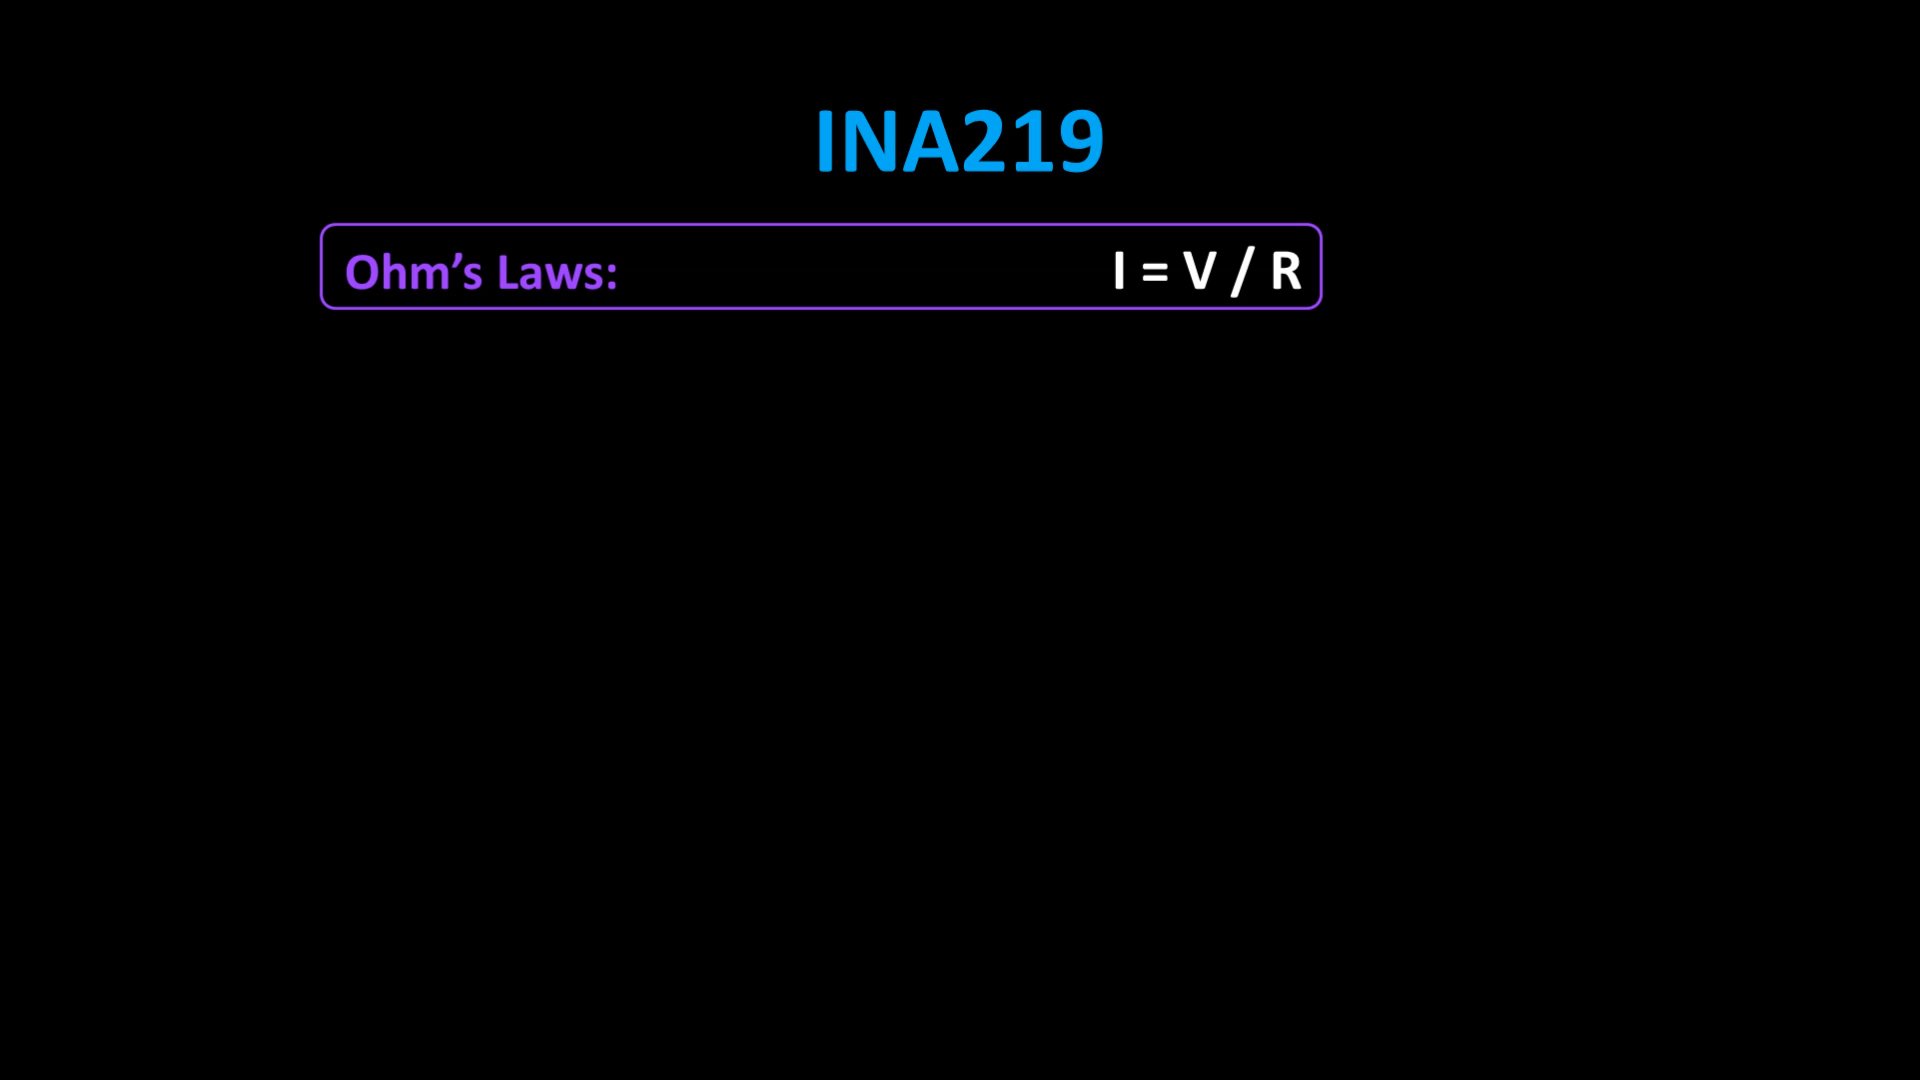 INA219
Ohm’s Laws: I = V / R